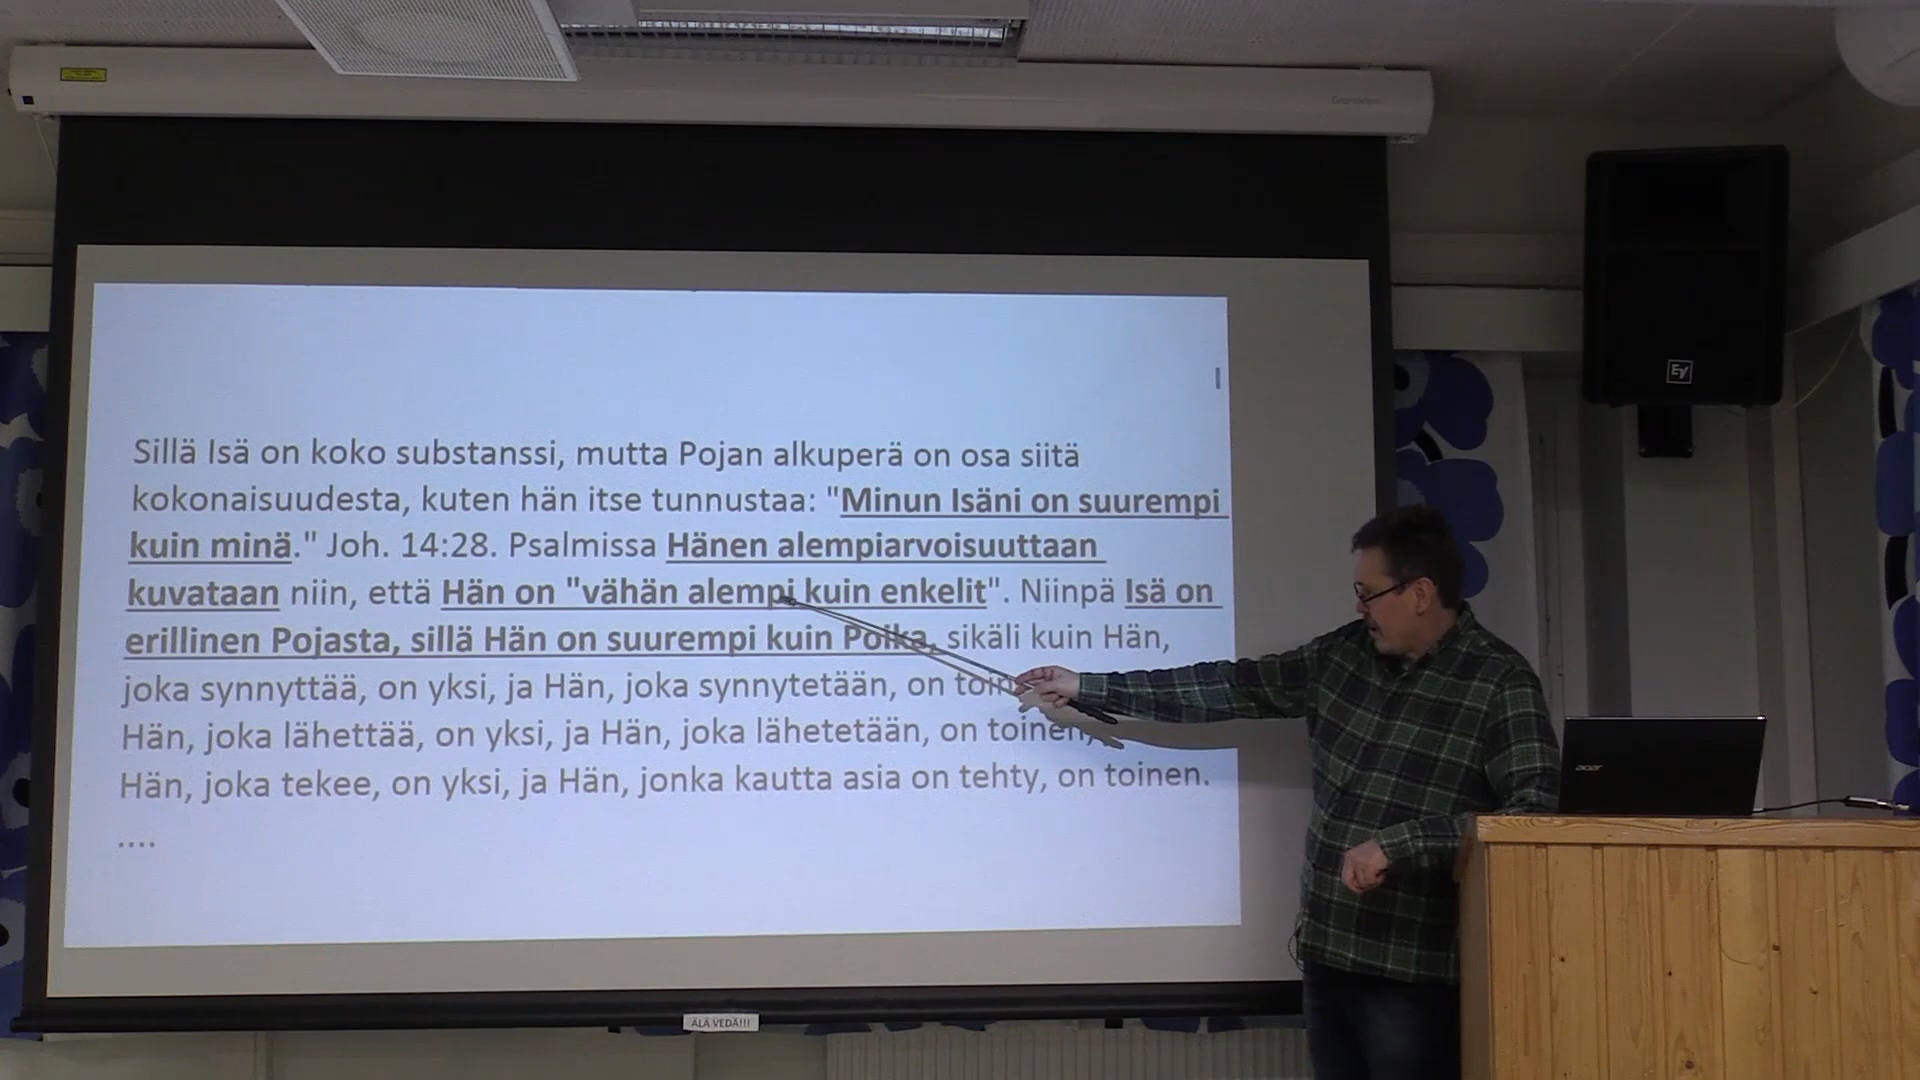 Sillä Isä on koko substanssi, mutta Pojan alkuperä on osa siitä
kokonaisuudesta, kuten hän itse tunnustaa: "Minun Isäni on suurempi
kuin minä." Joh. 14:28. Psalmissa Hänen alempiarvoisuuttaan
kuvataan niin, että Hän on "vähän alempi kuin enkelit". Niinpä Isä on
erillinen Pojasta, sillä Hän on suurempi kuin Poika, sikäli kuin Hän,
joka synnyttää, on yksi, ja Hän, joka synnytetään, on
Hän, joka lähettää, on yksi, ja Hän, joka lähetetään, on toinen,
Hän, joka tekee, on yksi, ja Hän, jonka kautta asia on tehty, on toinen.
....
EV
acer
ÄLÄ VEDÄ!!!